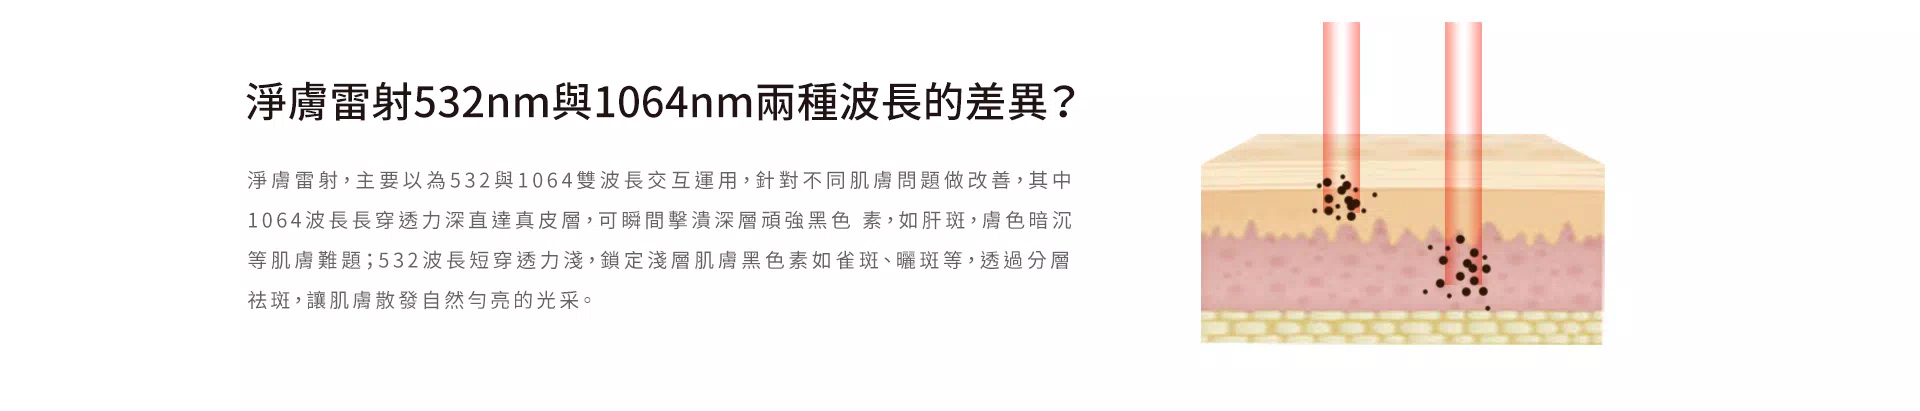 淨膚雷射532nm與1064nm兩種波長的差異？
淨膚雷射，主要以為532與1064雙波長交互運用，針對不同肌膚問題做改善，其中
1064波長長穿透力深直達真皮層，可瞬間擊潰深層頑強黑色 素，如肝斑，膚色暗沉
等肌膚難題；532波長短穿透力淺，鎖定淺層肌膚黑色素如雀斑、曬斑等，透過分層
祛斑，讓肌膚散發自然勻亮的光采。